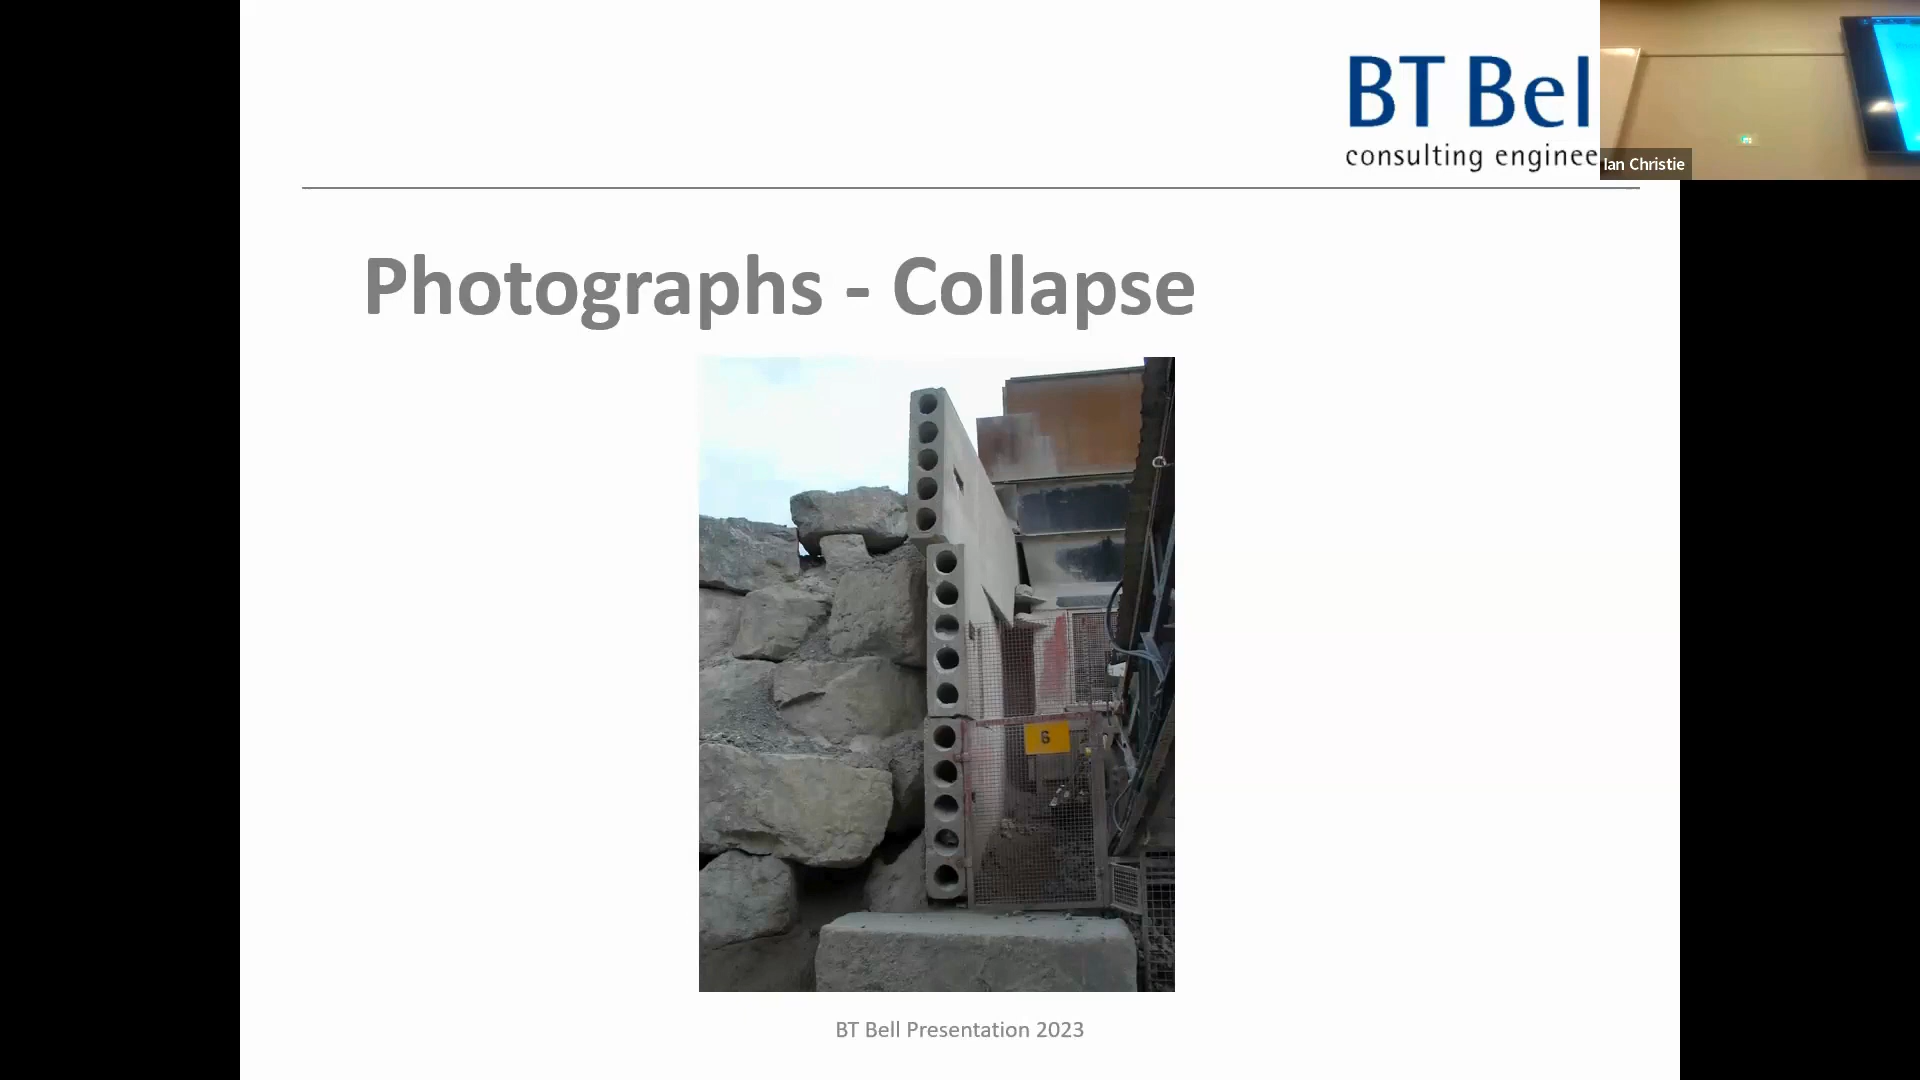 BT Bel
consulting enginee
Ian Christie
Photographs - Collapse
6
BT Bell Presentation 2023